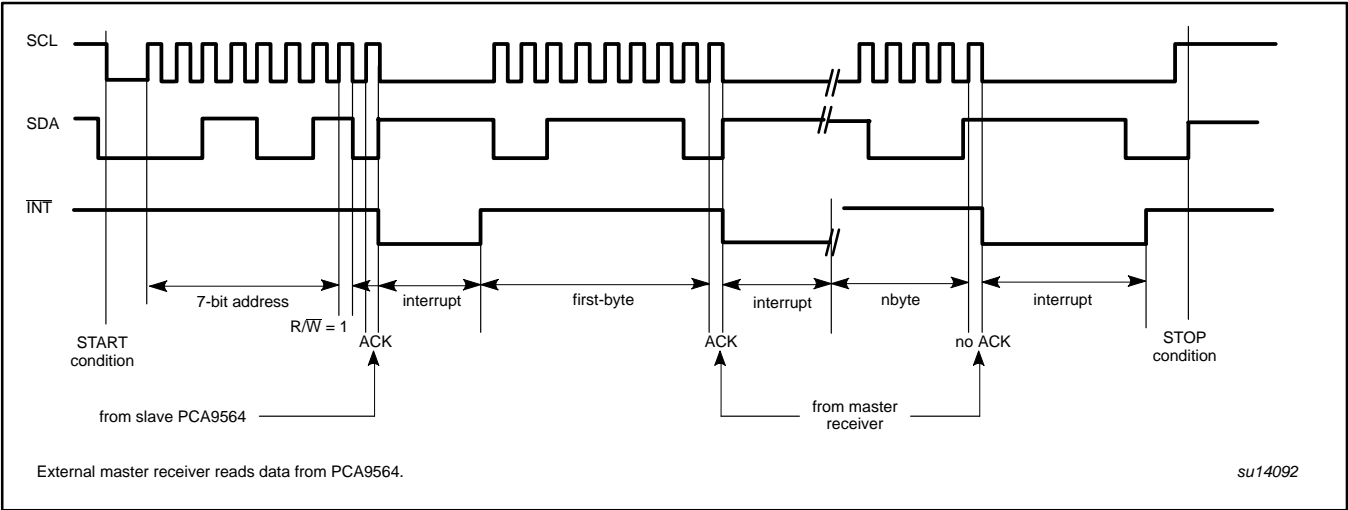 SCL
SDA
INT
7-bit address
interrupt
first-byte
interrupt
nbyte
interrupt
R/W = 1
START
condition
ACK
ACK
no ACK
STOP
condition
from slave PCA9564
from master
receiver
External master receiver reads data from PCA9564.
su14092